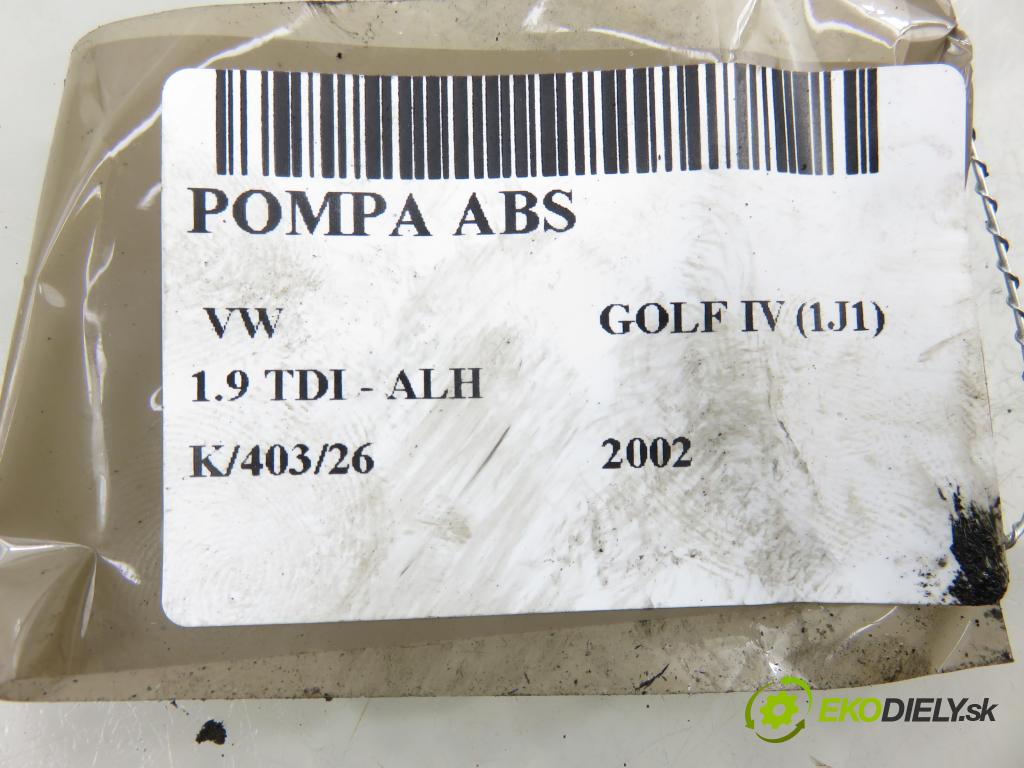 POMPA ABS
VW GOLF IV (1J1)
1.9 TDI - ALH
K/403/26 2002
EKODIELY.sk